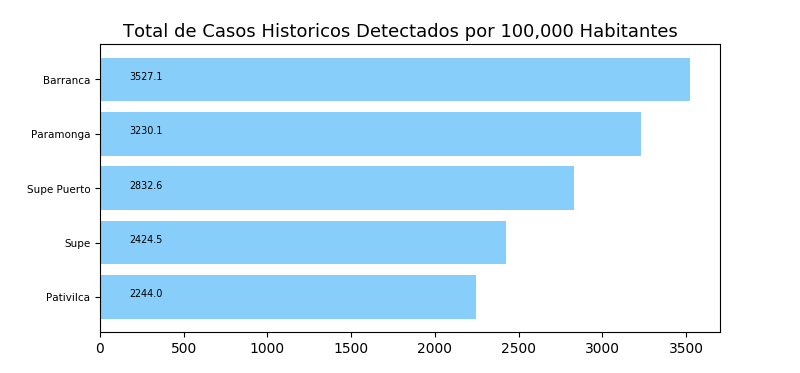 Total de Casos Historicos Detectados por 100,000 Habitantes
Barranca 3527.1
Paramonga 3230.1
Supe Puerto 2832.6
Supe 2424.5
Pativilca 2244.0
0 500 1000 1500 2000 2500 3000 3500